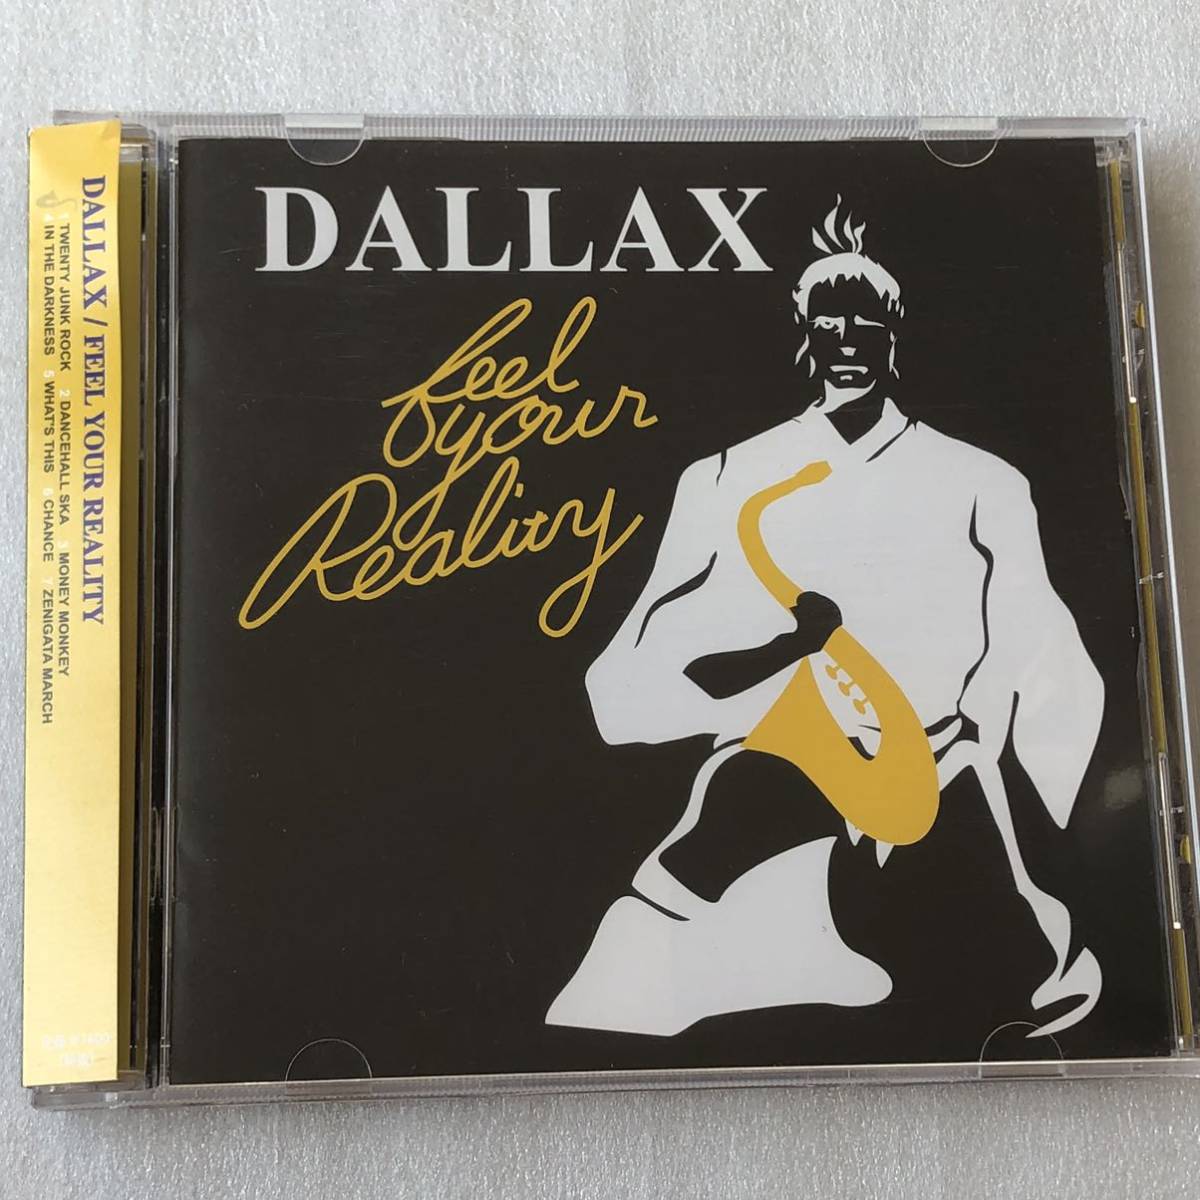 DALLAX
feel
your
Reality
DALLAX / FEEL YOUR REALITY
1 TWENTY JUNK ROCK 2 DANCEHALL SKA 3 MONEY MONKEY
4 IN THE DARKNESS 5 WHAT'S THIS 6 CHANCE 7 ZENIGATA MARCH